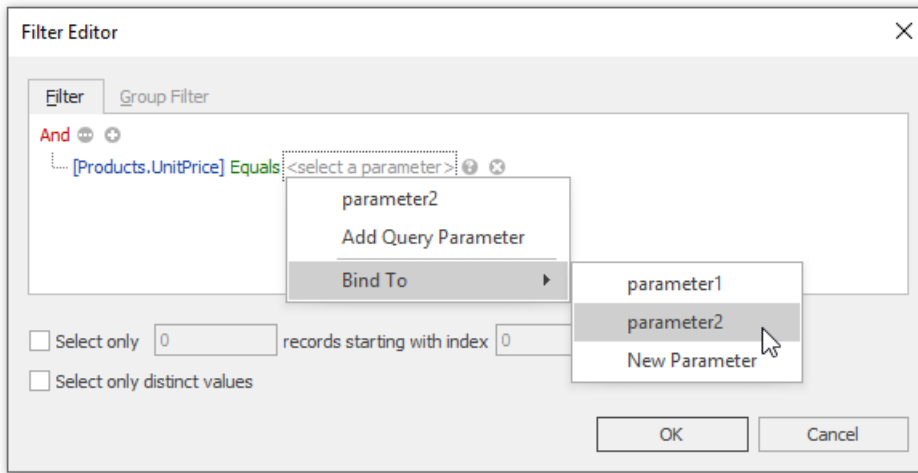 Filter Editor
Filter Group Filter
And
[Products.UnitPrice] Equals <select a parameter>
parameter2
Add Query Parameter
Bind To
parameter1
parameter2
New Parameter
Select only 0 records starting with index 0
Select only distinct values
OK Cancel